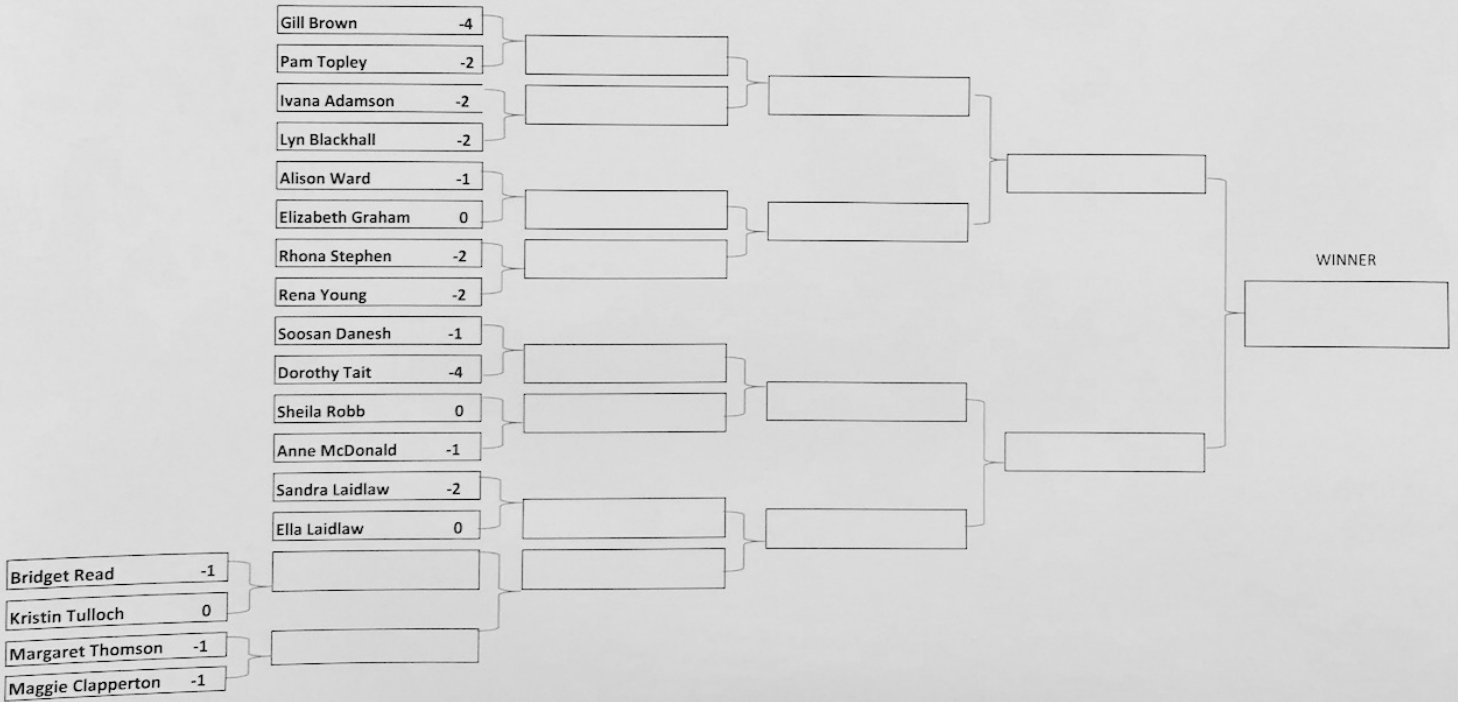 Gill Brown -4
Pam Topley -2
Ivana Adamson -2
Lyn Blackhall -2
Alison Ward -1
Elizabeth Graham 0
Rhona Stephen -2
Rena Young -2
WINNER
Soosan Danesh -1
Dorothy Tait -4
Sheila Robb 0
Anne McDonald -1
Sandra Laidlaw -2
Ella Laidlaw 0
Bridget Read -1
Kristin Tulloch 0
Margaret Thomson -1
Maggie Clapperton -1